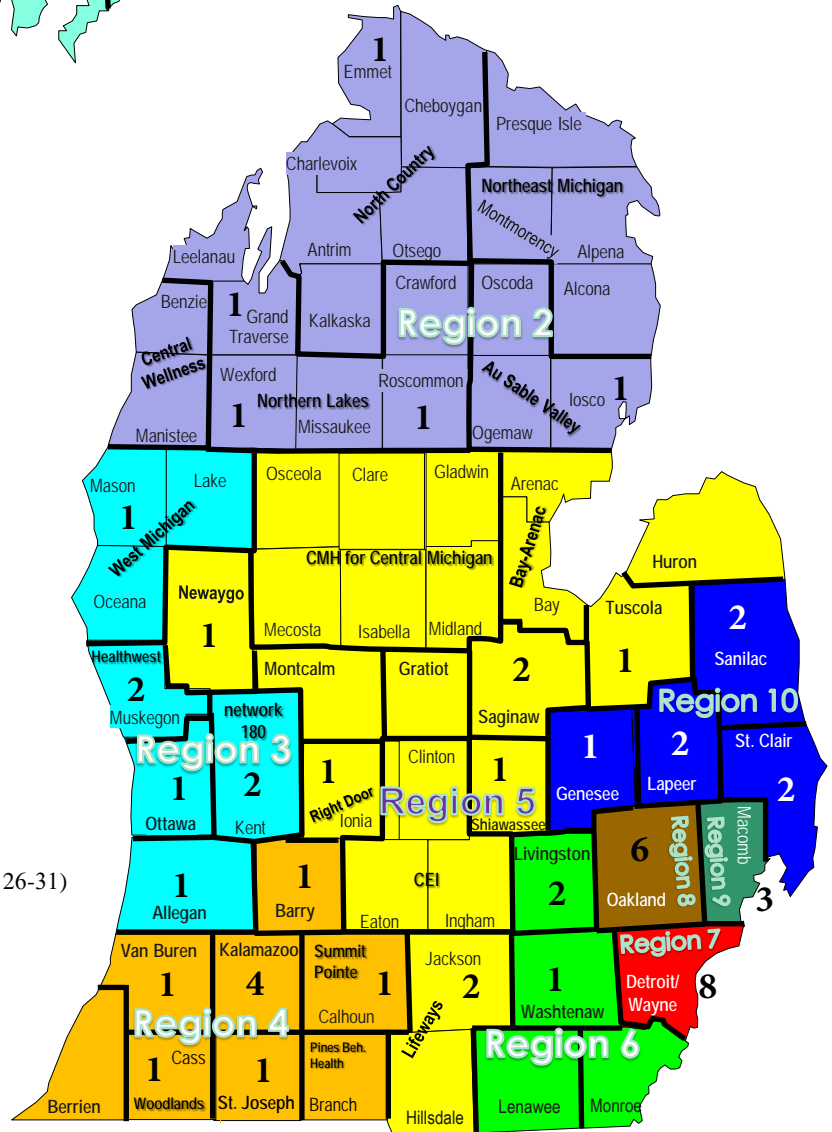 1
Emmet
Cheboygan
Presque Isle
Charlevoix
North Country
Northeast Michigan
Montmorency
Antrim
Otsego
Alpena
Leelanau
Benzie
1
Grand
Traverse
Kalkaska
Crawford
Oscoda
Alcona
Region 2
Central
Wellness
Wexford
1
Northern Lakes
Missaukee
Roscommon
1
Au Sable Valley
Iosco
1
Manistee
Ogemaw
Mason
1
Lake
Osceola
Clare
Gladwin
Arenac
West Michigan
CMH for Central Michigan
Bay-Arenac
Huron
Oceana
Newaygo
1
Mecosta
Isabella
Midland
Bay
Tuscola
1
2
Sanilac
Healthwest
2
Muskegon
Montcalm
Gratiot
2
Saginaw
Region 10
network
180
Region 3
2
Kent
1
Ottawa
1
Right Door
Ionia
Clinton
Region 5
1
Shiawassee
1
Genesee
2
Lapeer
St. Clair
2
Livingston
2
6
Oakland
Region 8
Region 9
Macomb
3
26-31)
1
Allegan
1
Barry
CEI
Eaton
Ingham
Region 7
Detroit/
Wayne
8
Van Buren
1
Kalamazoo
4
Summit
Pointe
1
Calhoun
Jackson
2
1
Washtenaw
Region 4
Lifeways
Region 6
Berrien
1
Cass
Woodlands
1
St. Joseph
Pines Beh.
Health
Branch
Hillsdale
Lenawee
Monroe